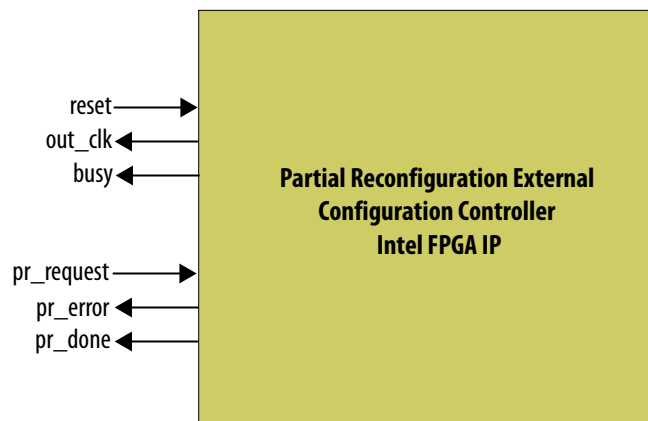 reset
out_clk
busy
Partial Reconfiguration External
Configuration Controller
Intel FPGA IP
pr_request
pr_error
pr_done